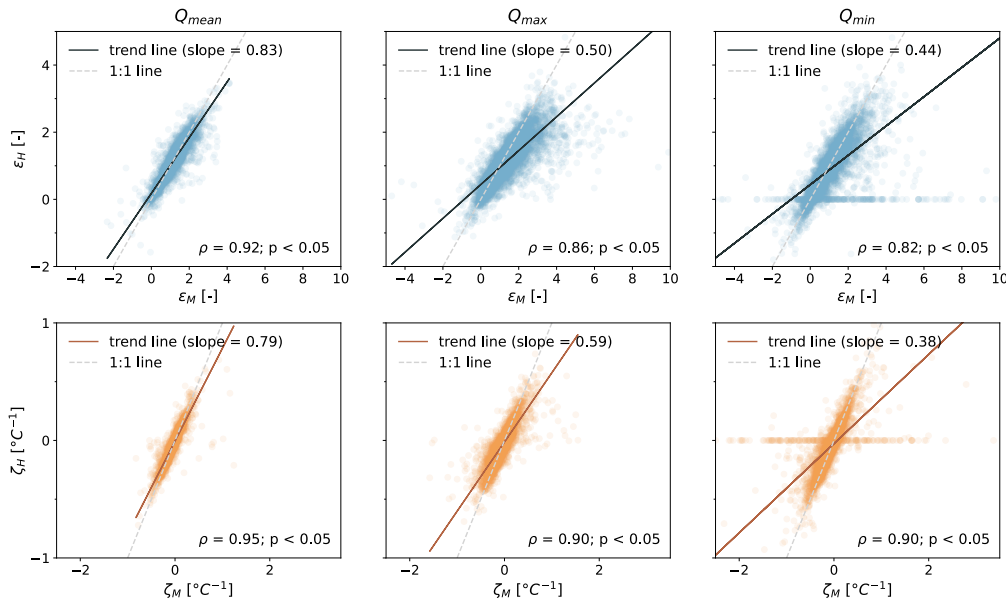 Q_mean Q_max Q_min
trend line (slope = 0.83)
1:1 line
4
2
0
−2
ε_H [-]
ρ = 0.92; p < 0.05
−4 −2 0 2 4 6 8 10
ε_M [-]
trend line (slope = 0.50)
1:1 line
ρ = 0.86; p < 0.05
−4 −2 0 2 4 6 8 10
ε_M [-]
trend line (slope = 0.44)
1:1 line
ρ = 0.82; p < 0.05
−4 −2 0 2 4 6 8 10
ε_M [-]
trend line (slope = 0.79)
1:1 line
1
0
−1
ζ_H [°C⁻¹]
ρ = 0.95; p < 0.05
−2 0 2
ζ_M [°C⁻¹]
trend line (slope = 0.59)
1:1 line
ρ = 0.90; p < 0.05
−2 0 2
ζ_M [°C⁻¹]
trend line (slope = 0.38)
1:1 line
ρ = 0.90; p < 0.05
−2 0 2
ζ_M [°C⁻¹]